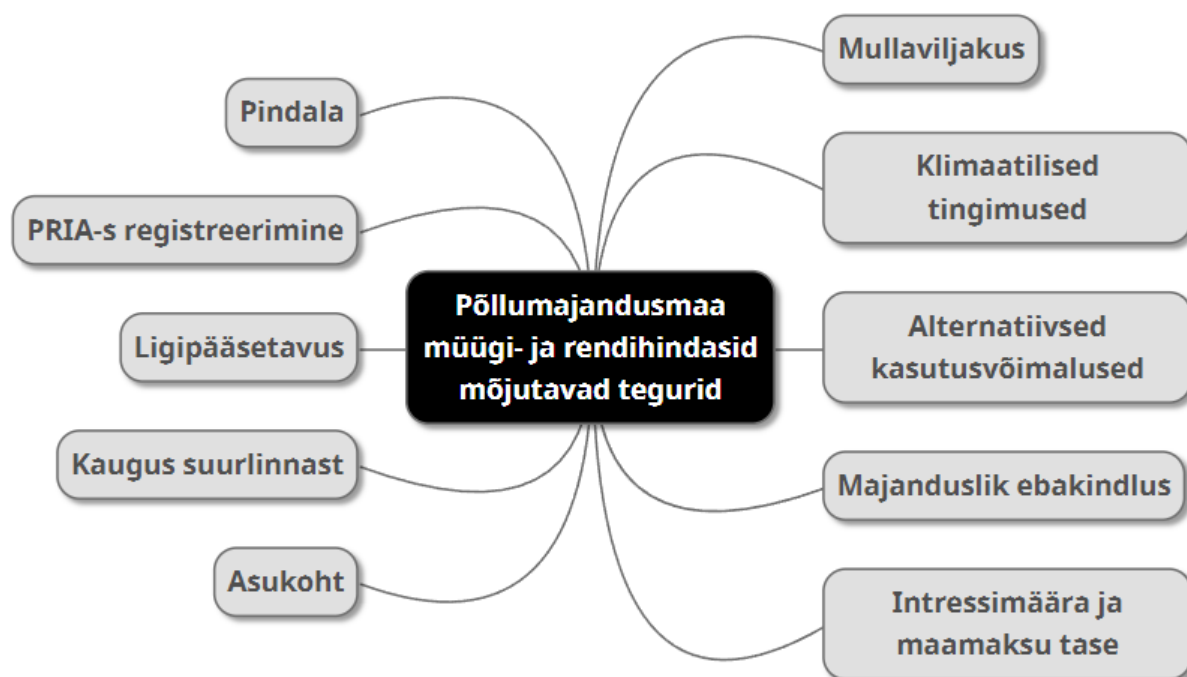 Pindala
PRIA-s registreerimine
Ligipääsetavus
Kaugus suurlinnast
Asukoht
Põllumajandusmaa
müügi- ja rendihindasid
mõjutavad tegurid
Mullaviljakus
Klimaatilised
tingimused
Alternatiivsed
kasutusvõimalused
Majanduslik ebakindlus
Intressimäära ja
maamaksu tase